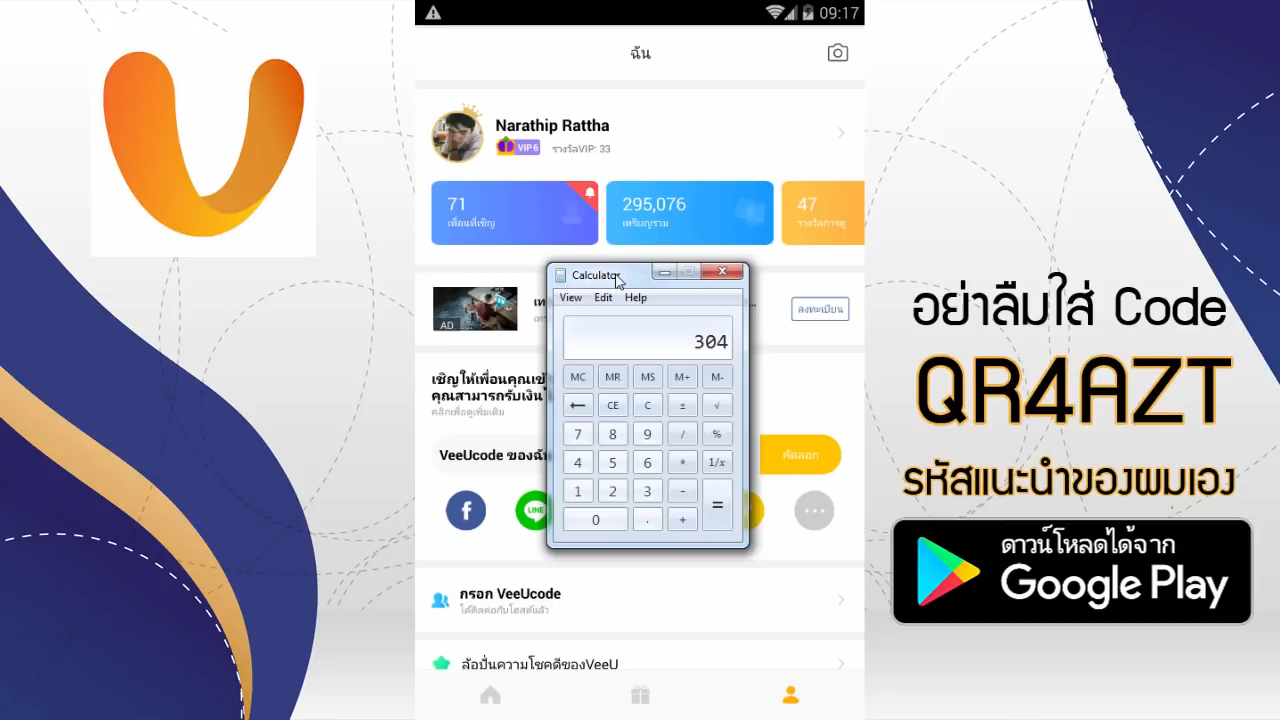 09:17
ฉัน
Narathip Rattha
VIP 6 รางวัลVIP: 33
71
เพื่อนที่เชิญ
295,076
เหรียญรวม
47
รางวัลการดู
AD
ลงทะเบียน
Calculator
View Edit Help
304
MC MR MS M+ M-
← CE C ± √
7 8 9 / %
4 5 6 * 1/x
1 2 3 - =
0 . +
เชิญให้เพื่อนคุณเข้า
คุณสามารถรับเงิน
คลิกเพื่อดูเพิ่มเติม
VeeUcode ของฉัน
คัดลอก
LINE
กรอก VeeUcode
ได้ติดต่อกับโฮสต์แล้ว
ล้อปั่นความโชคดีของVeeU
อย่าลืมใส่ Code
QR4AZT
รหัสแนะนำของผมเอง
ดาวน์โหลดได้จาก
Google Play